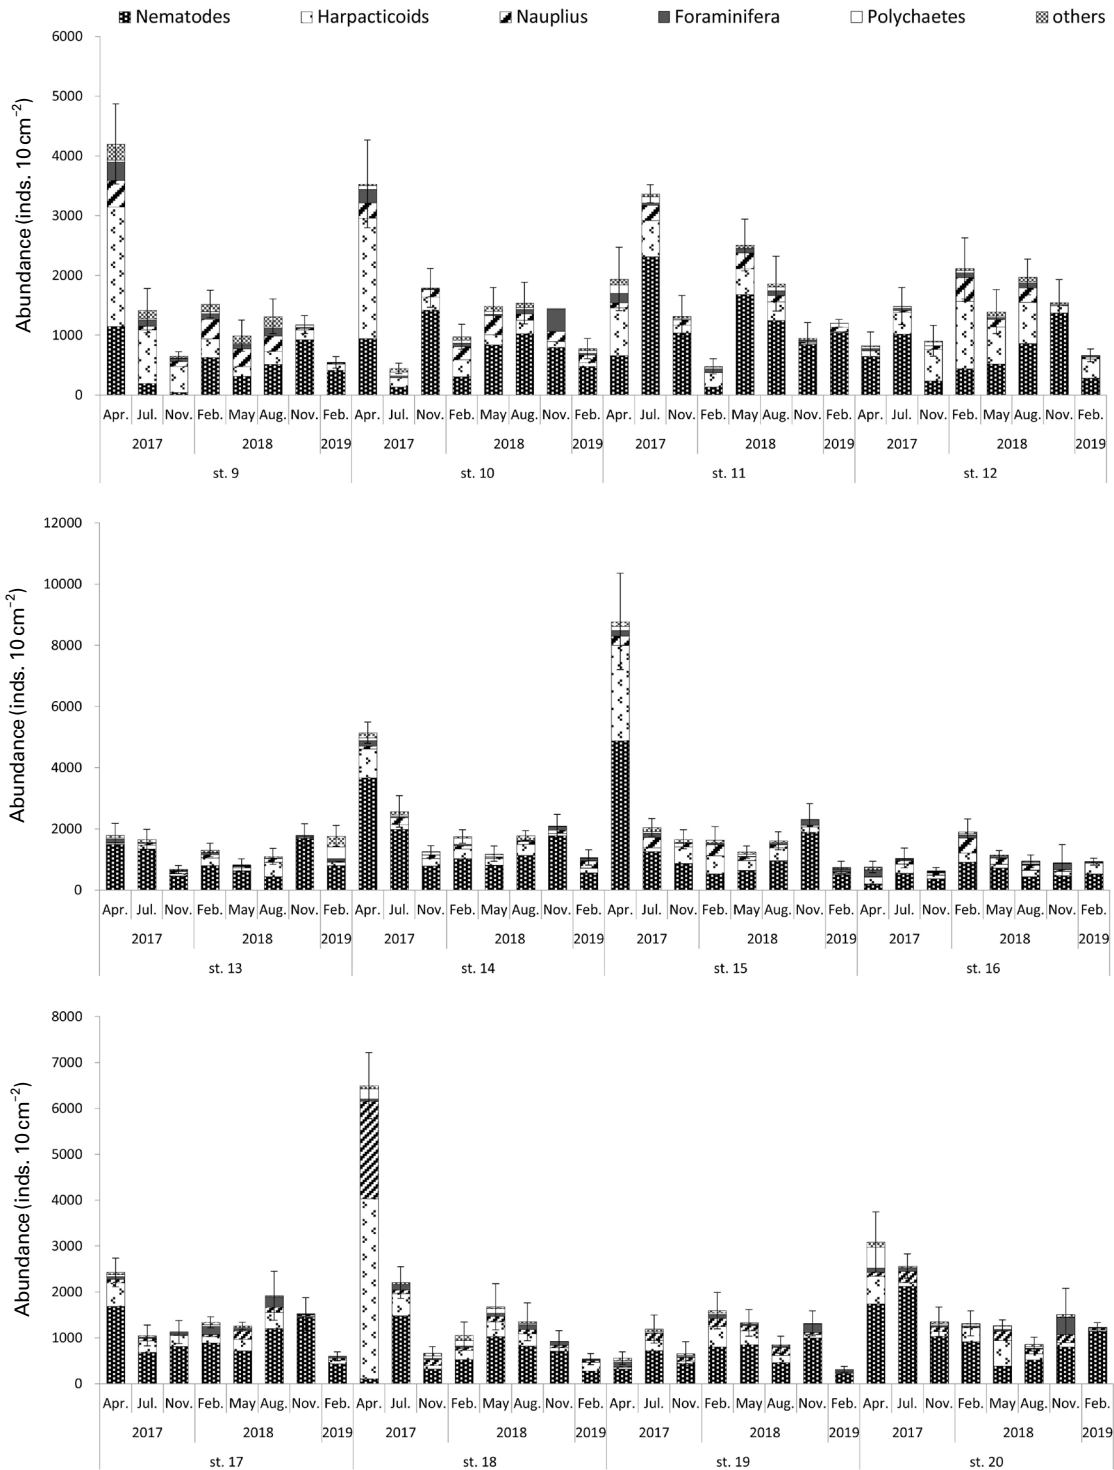 Nematodes Harpacticoids Nauplius Foraminifera Polychaetes others
Abundance (inds. 10 cm⁻²)
6000
5000
4000
3000
2000
1000
0
Apr. Jul. Nov. Feb. May Aug. Nov. Feb. Apr. Jul. Nov. Feb. May Aug. Nov. Feb. Apr. Jul. Nov. Feb. May Aug. Nov. Feb. Apr. Jul. Nov. Feb. May Aug. Nov. Feb.
2017 2018 2019 2017 2018 2019 2017 2018 2019 2017 2018 2019
st. 9 st. 10 st. 11 st. 12
Abundance (inds. 10 cm⁻²)
12000
10000
8000
6000
4000
2000
0
Apr. Jul. Nov. Feb. May Aug. Nov. Feb. Apr. Jul. Nov. Feb. May Aug. Nov. Feb. Apr. Jul. Nov. Feb. May Aug. Nov. Feb. Apr. Jul. Nov. Feb. May Aug. Nov. Feb.
2017 2018 2019 2017 2018 2019 2017 2018 2019 2017 2018 2019
st. 13 st. 14 st. 15 st. 16
Abundance (inds. 10 cm⁻²)
8000
7000
6000
5000
4000
3000
2000
1000
0
Apr. Jul. Nov. Feb. May Aug. Nov. Feb. Apr. Jul. Nov. Feb. May Aug. Nov. Feb. Apr. Jul. Nov. Feb. May Aug. Nov. Feb. Apr. Jul. Nov. Feb. May Aug. Nov. Feb.
2017 2018 2019 2017 2018 2019 2017 2018 2019 2017 2018 2019
st. 17 st. 18 st. 19 st. 20